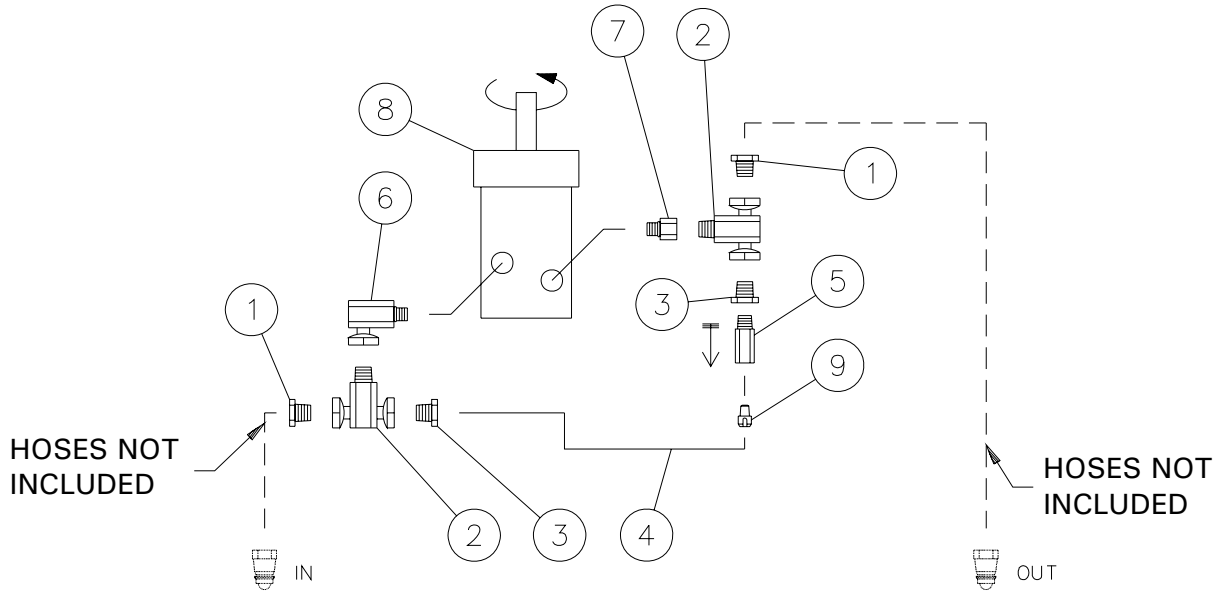 7
2
8
1
6
5
1
3
9
HOSES NOT
INCLUDED
HOSES NOT
INCLUDED
2
3
4
IN
OUT